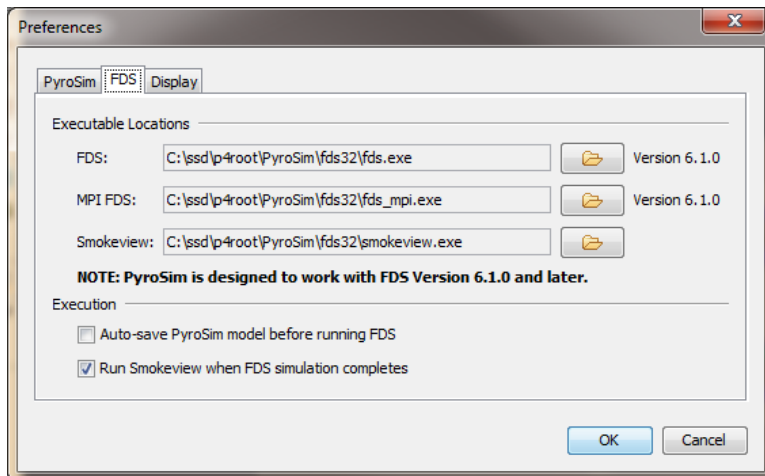 Preferences
PyroSim FDS Display
Executable Locations
FDS: C:\ssd\p4root\PyroSim\fds32\fds.exe Version 6.1.0
MPI FDS: C:\ssd\p4root\PyroSim\fds32\fds_mpi.exe Version 6.1.0
Smokeview: C:\ssd\p4root\PyroSim\fds32\smokeview.exe
NOTE: PyroSim is designed to work with FDS Version 6.1.0 and later.
Execution
Auto-save PyroSim model before running FDS
Run Smokeview when FDS simulation completes
OK Cancel